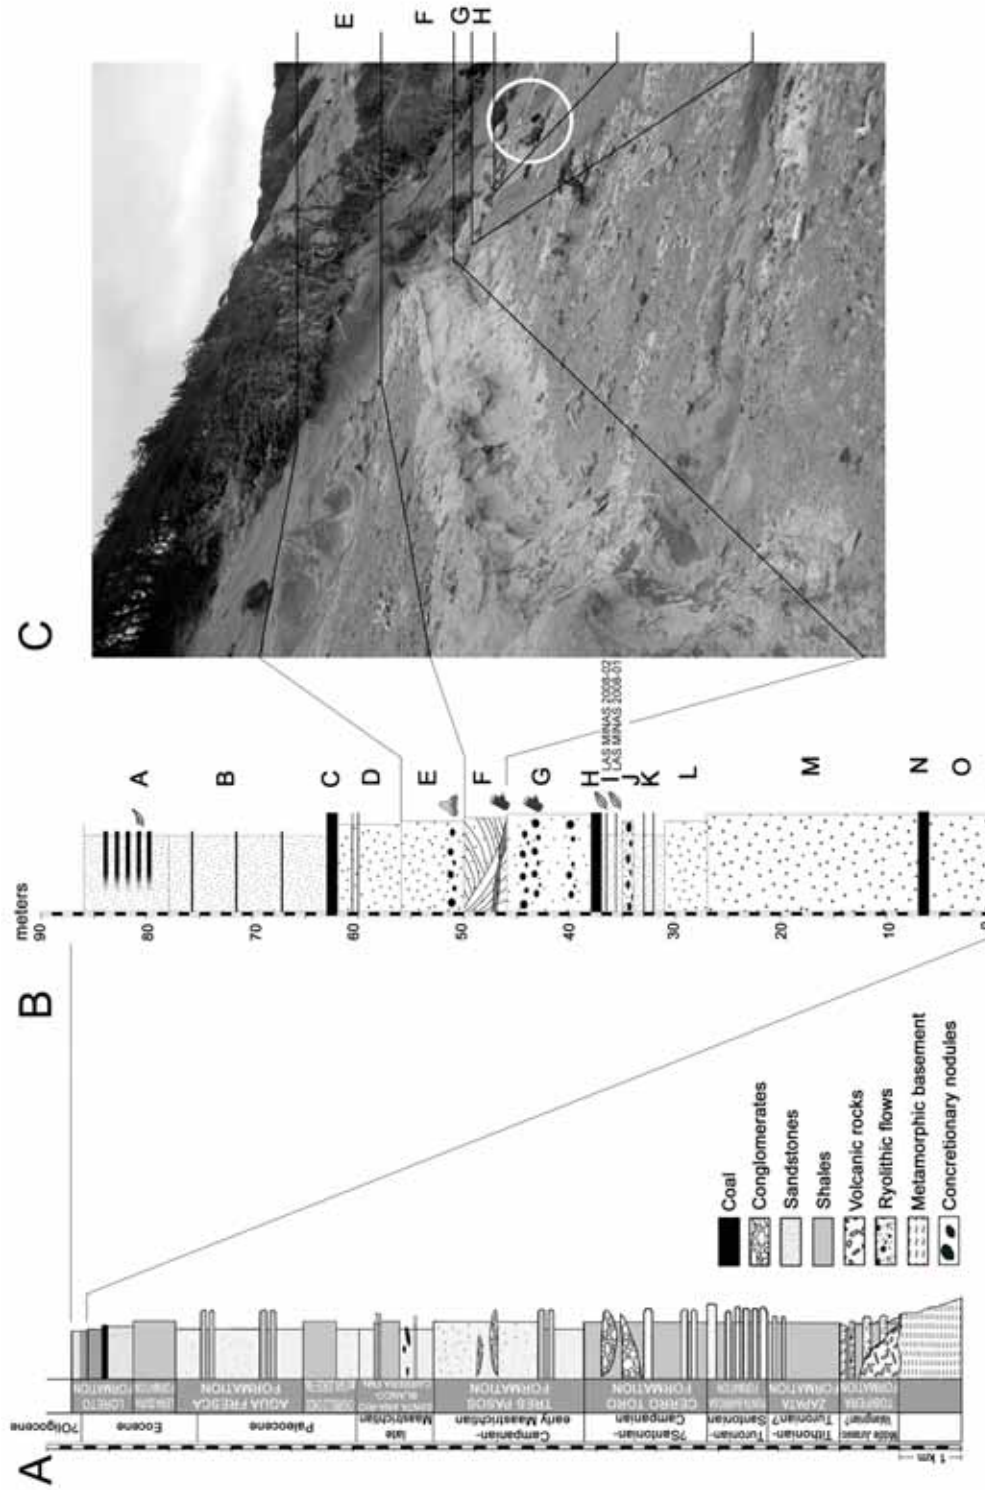 A
?Oligocene
Eocene
Paleocene
late
Maastrichtian
Campanian-
early Maastrichtian
?Santonian-
Campanian
Turonian-
Santonian
Tithonian-
Turonian?
Middle Jurasic
LORETO
FORMATION
AGUA FRESCA
FORMATION
TRES PASOS
FORMATION
CERRO TORO
FORMATION
ZAPATA
FORMATION
TOBIFERA
FORMATION
1 km
Coal
Conglomerates
Sandstones
Shales
Volcanic rocks
Ryolithic flows
Metamorphic basement
Concretionary nodules
B
meters
90
80
70
60
50
40
30
20
10
0
A
B
C
D
E
F
G
H
I
J
K
L
M
N
O
LAS MINAS 2008-02
LAS MINAS 2008-01
C
E
F
G
H